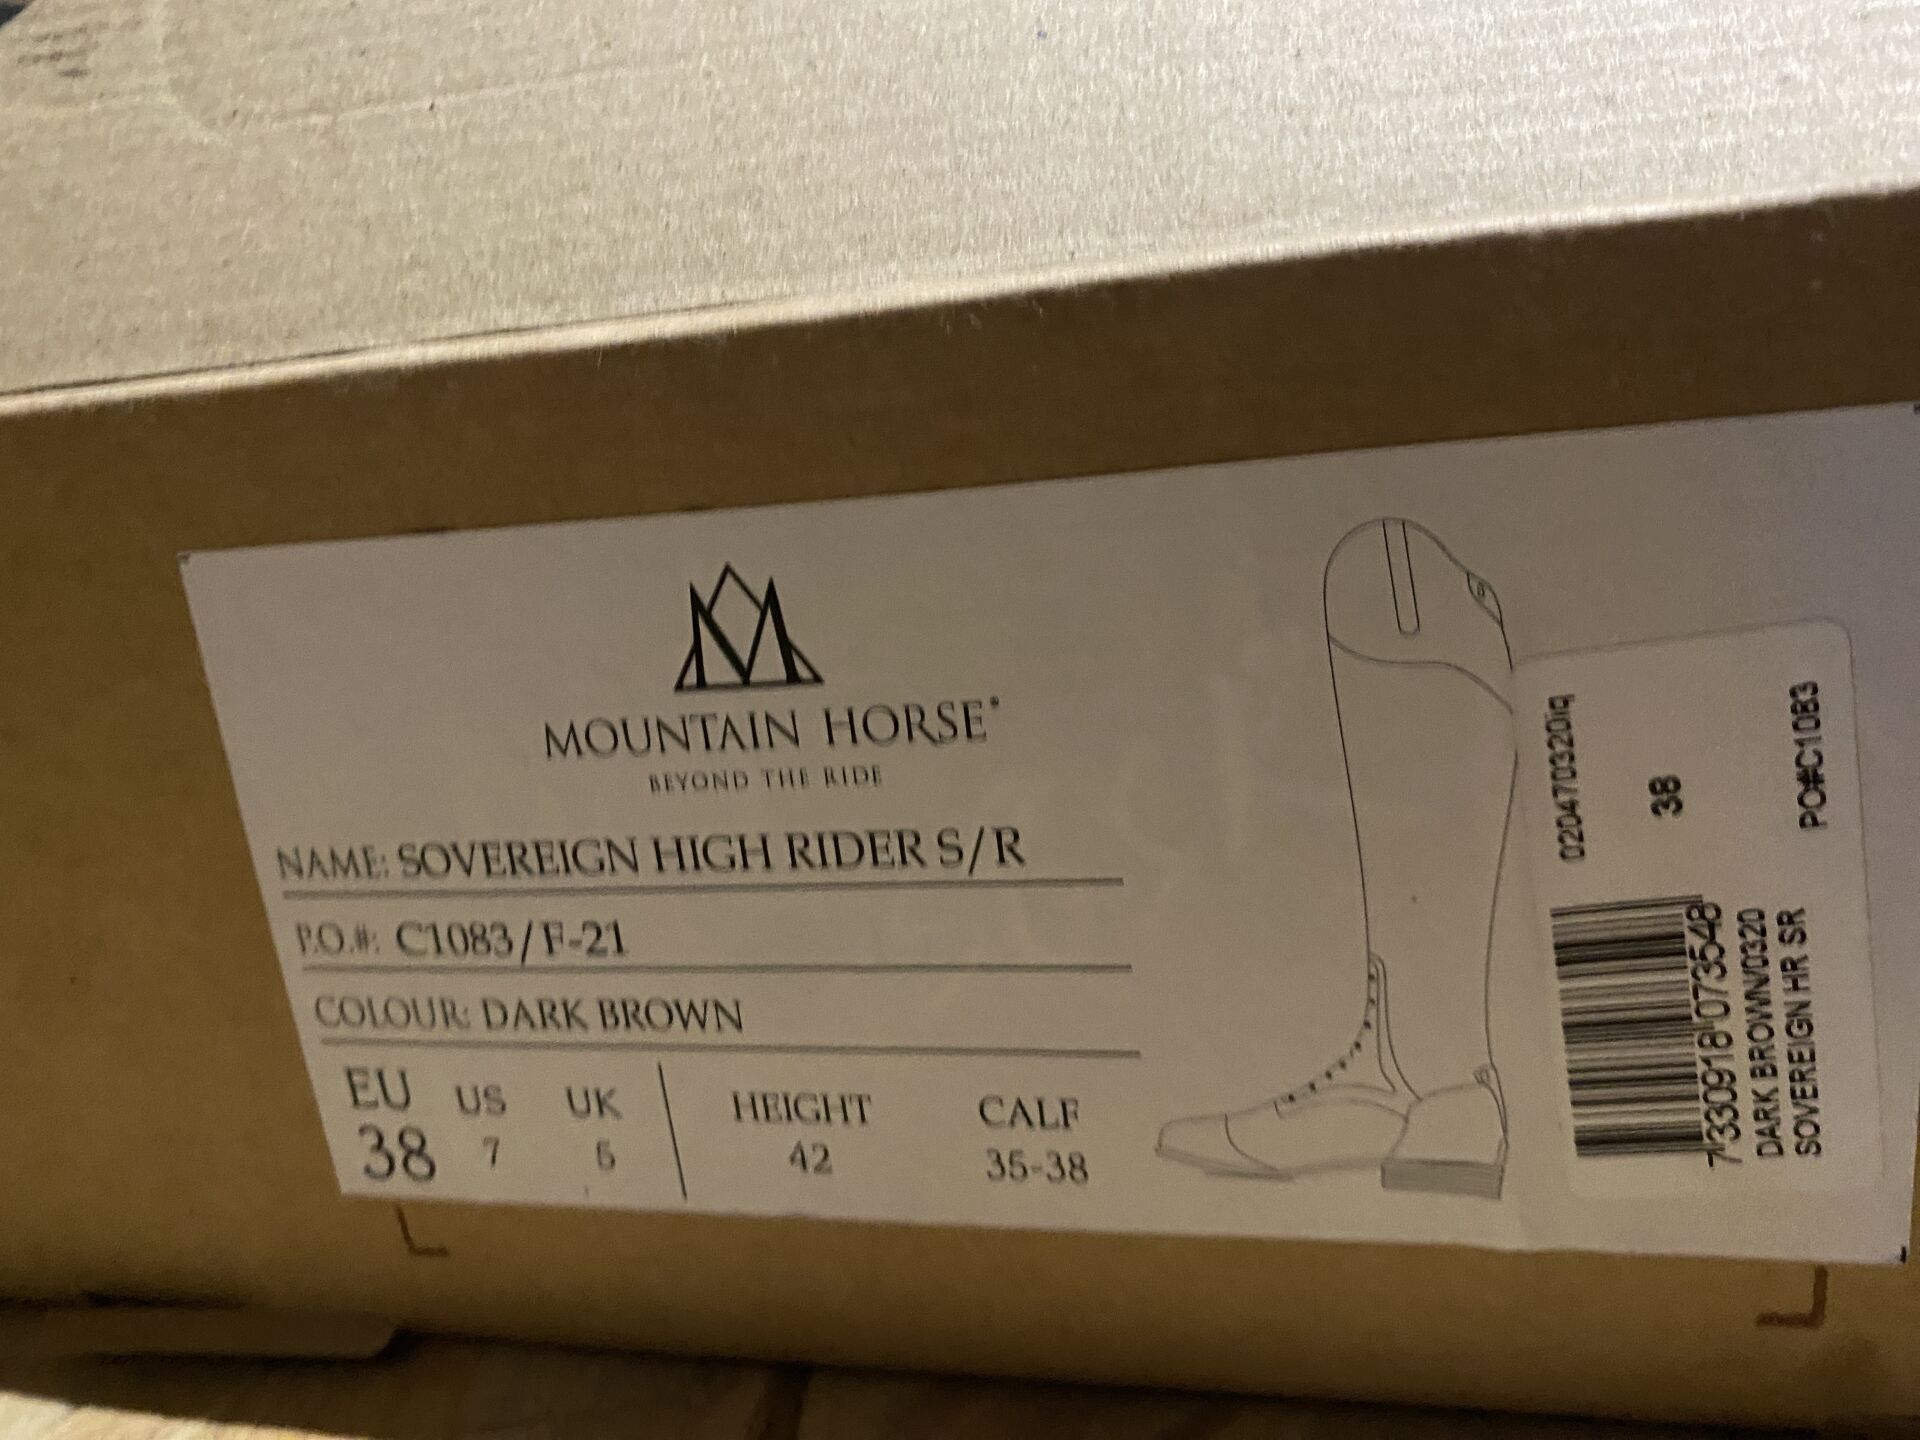 MOUNTAIN HORSE®
BEYOND THE RIDE
NAME: SOVEREIGN HIGH RIDER S/R
P.O.#: C1083/F-21
COLOUR: DARK BROWN
EU US UK HEIGHT CALF
38 7 5 42 35-38
0204703201q
38
PO#C1083
7330918073548
DARK BROWN/0320
SOVEREIGN HR SR